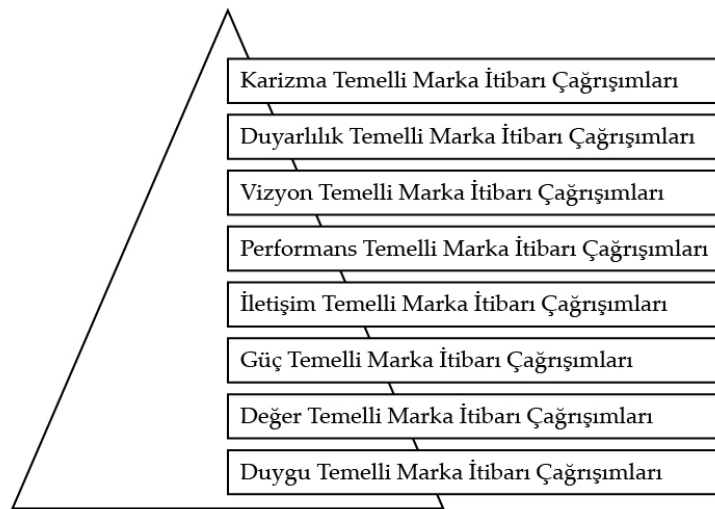 Karizma Temelli Marka İtibarı Çağrışımları
Duyarlılık Temelli Marka İtibarı Çağrışımları
Vizyon Temelli Marka İtibarı Çağrışımları
Performans Temelli Marka İtibarı Çağrışımları
İletişim Temelli Marka İtibarı Çağrışımları
Güç Temelli Marka İtibarı Çağrışımları
Değer Temelli Marka İtibarı Çağrışımları
Duygu Temelli Marka İtibarı Çağrışımları